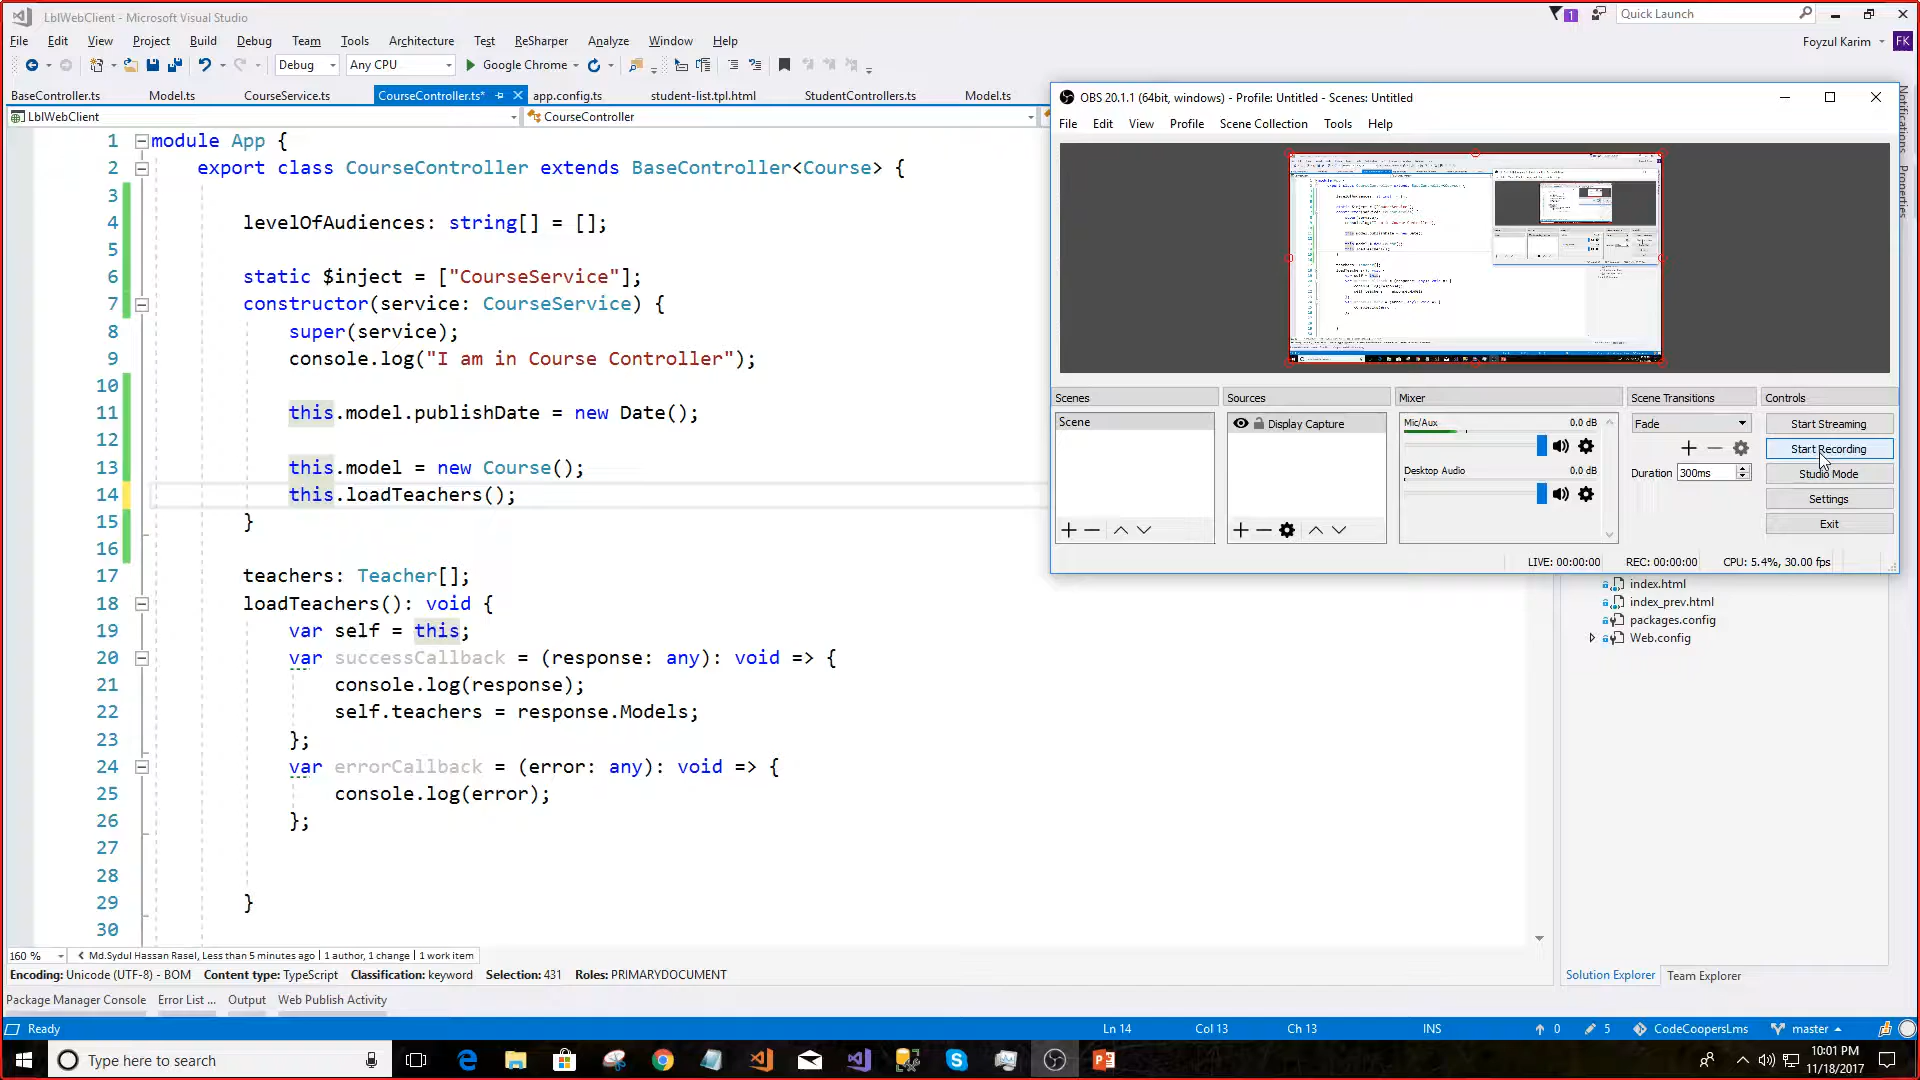 LblWebClient - Microsoft Visual Studio
1
Quick Launch
File Edit View Project Build Debug Team Tools Architecture Test ReSharper Analyze Window Help
Foyzul Karim FK
Debug Any CPU Google Chrome
BaseController.ts Model.ts CourseService.ts CourseController.ts* app.config.ts student-list.tpl.html StudentControllers.ts Model.ts
LblWebClient CourseController
1 module App {
2 export class CourseController extends BaseController<Course> {
3
4 levelOfAudiences: string[] = [];
5
6 static $inject = ["CourseService"];
7 constructor(service: CourseService) {
8 super(service);
9 console.log("I am in Course Controller");
10
11 this.model.publishDate = new Date();
12
13 this.model = new Course();
14 this.loadTeachers();
15 }
16
17 teachers: Teacher[];
18 loadTeachers(): void {
19 var self = this;
20 var successCallback = (response: any): void => {
21 console.log(response);
22 self.teachers = response.Models;
23 };
24 var errorCallback = (error: any): void => {
25 console.log(error);
26 };
27
28
29 }
30
OBS 20.1.1 (64bit, windows) - Profile: Untitled - Scenes: Untitled
File Edit View Profile Scene Collection Tools Help
Scenes Sources Mixer Scene Transitions Controls
Scene
Display Capture
Mic/Aux 0.0 dB
Desktop Audio 0.0 dB
Fade
Duration 300ms
Start Streaming
Start Recording
Studio Mode
Settings
Exit
LIVE: 00:00:00 REC: 00:00:00 CPU: 5.4%, 30.00 fps
Notifications
Properties
index.html
index_prev.html
packages.config
Web.config
160 % Md.Sydul Hassan Rasel, Less than 5 minutes ago | 1 author, 1 change | 1 work item
Encoding: Unicode (UTF-8) - BOM Content type: TypeScript Classification: keyword Selection: 431 Roles: PRIMARYDOCUMENT
Solution Explorer Team Explorer
Package Manager Console Error List ... Output Web Publish Activity
Ready Ln 14 Col 13 Ch 13 INS 0 5 CodeCoopersLms master
Type here to search
10:01 PM
11/18/2017